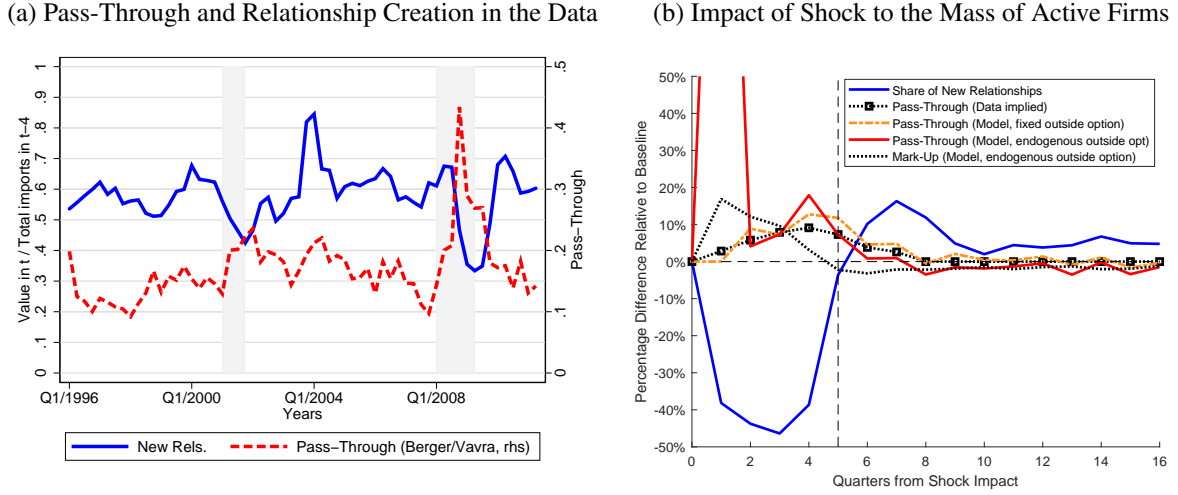 (a) Pass-Through and Relationship Creation in the Data
Value in t / Total imports in t−4
0 .1 .2 .3 .4 .5 .6 .7 .8 .9 1
0 .1 .2 .3 .4 .5
Pass−Through
Q1/1996 Q1/2000 Q1/2004 Q1/2008
Years
New Rels. Pass−Through (Berger/Vavra, rhs)
(b) Impact of Shock to the Mass of Active Firms
Percentage Difference Relative to Baseline
50%
40%
30%
20%
10%
0%
-10%
-20%
-30%
-40%
-50%
Share of New Relationships
Pass-Through (Data implied)
Pass-Through (Model, fixed outside option)
Pass-Through (Model, endogenous outside opt)
Mark-Up (Model, endogenous outside option)
0 2 4 6 8 10 12 14 16
Quarters from Shock Impact